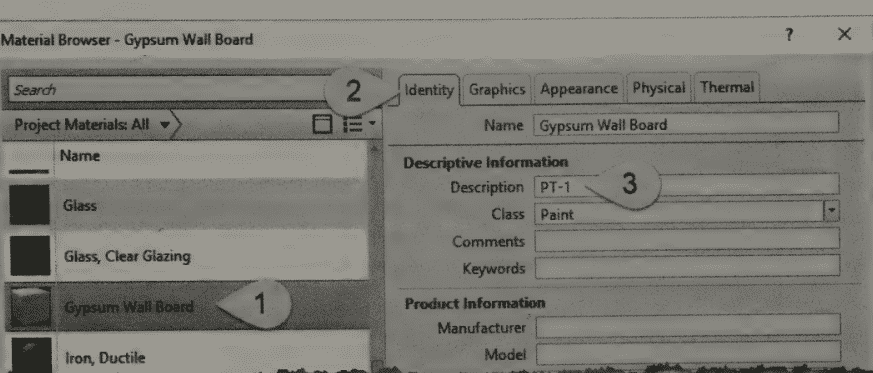 Material Browser - Gypsum Wall Board ? X
Search
Project Materials: All
Name
Glass
Glass, Clear Glazing
Gypsum Wall Board
Iron, Ductile
1
2
Identity Graphics Appearance Physical Thermal
Name Gypsum Wall Board
Descriptive Information
Description PT-1
3
Class Paint
Comments
Keywords
Product Information
Manufacturer
Model